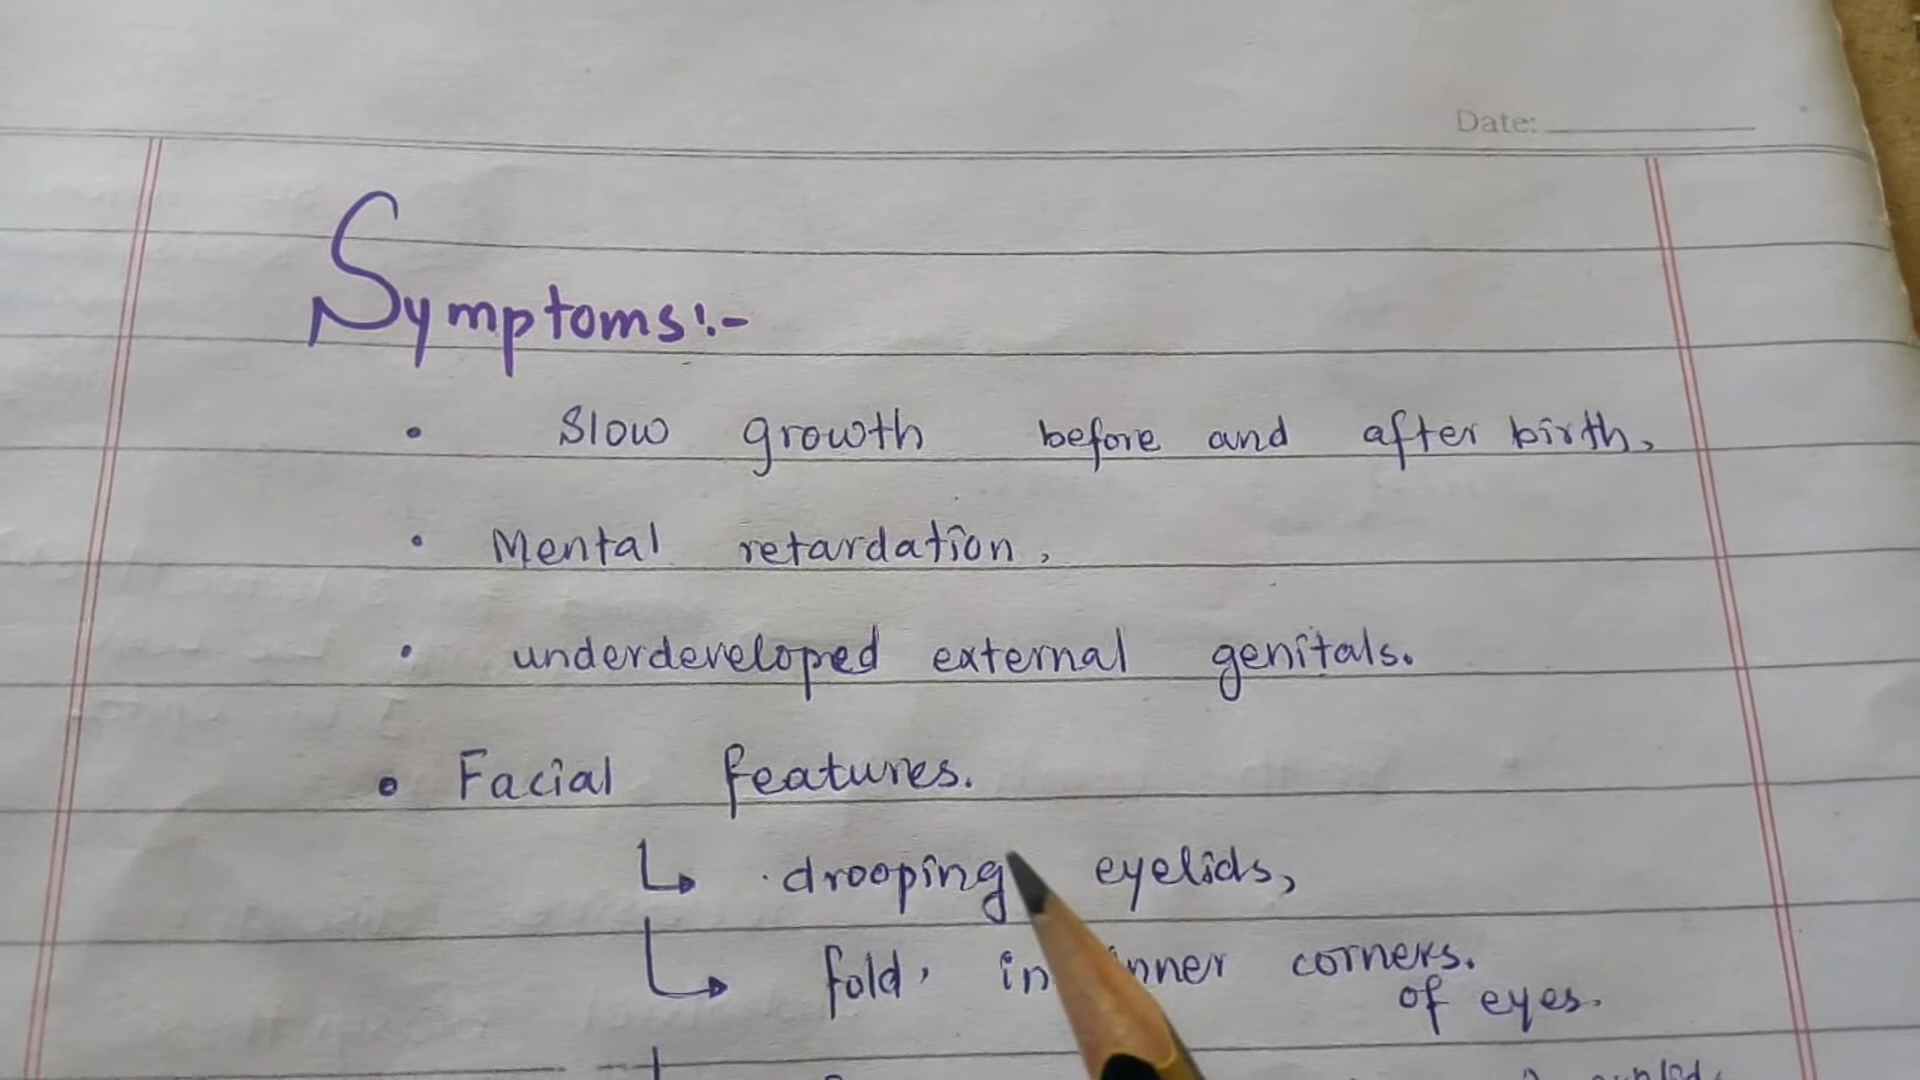 Date:
Symptoms:-
• Slow growth before and after birth,
• Mental retardation,
• underdeveloped external genitals.
• Facial features.
↳ drooping eyelids,
↳ fold, in inner corners.
of eyes.